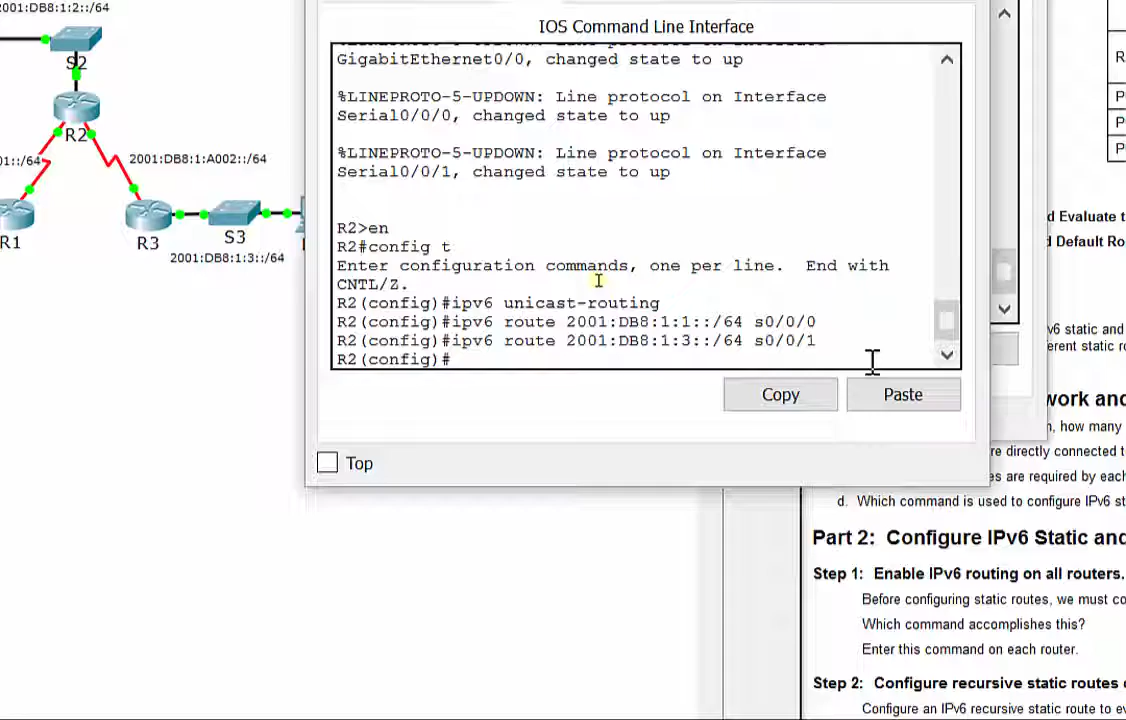 2001:DB8:1:2::/64
S2
R2
01::/64
2001:DB8:1:A002::/64
R1
R3
S3
2001:DB8:1:3::/64
IOS Command Line Interface
GigabitEthernet0/0, changed state to up
%LINEPROTO-5-UPDOWN: Line protocol on Interface
Serial0/0/0, changed state to up
%LINEPROTO-5-UPDOWN: Line protocol on Interface
Serial0/0/1, changed state to up
R2>en
R2#config t
Enter configuration commands, one per line.  End with
CNTL/Z.
R2(config)#ipv6 unicast-routing
R2(config)#ipv6 route 2001:DB8:1:1::/64 s0/0/0
R2(config)#ipv6 route 2001:DB8:1:3::/64 s0/0/1
R2(config)#
Copy
Paste
Top
R
P
P
P
d Evaluate t
d Default Ro
v6 static and
erent static r
work and
n, how many
re directly connected t
es are required by each
d. Which command is used to configure IPv6 st
Part 2: Configure IPv6 Static and
Step 1: Enable IPv6 routing on all routers.
Before configuring static routes, we must co
Which command accomplishes this?
Enter this command on each router.
Step 2: Configure recursive static routes
Configure an IPv6 recursive static route to ev